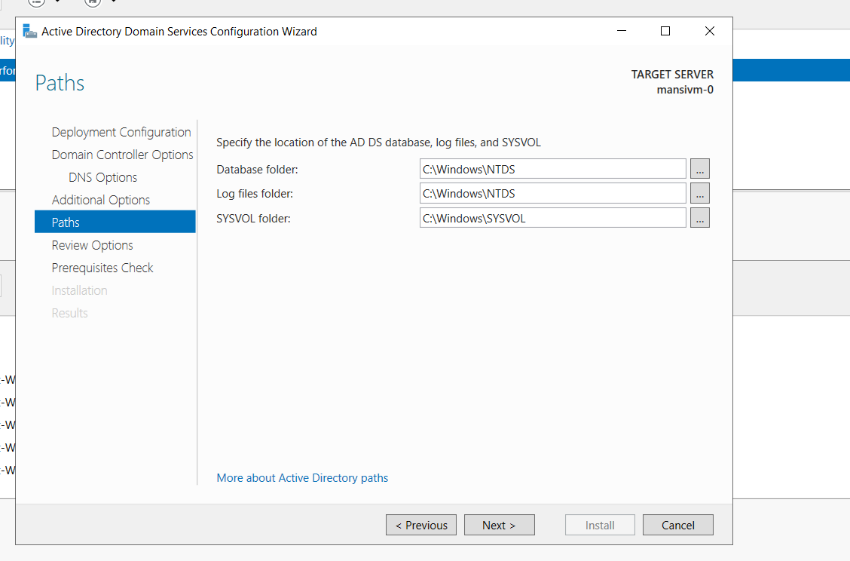 Active Directory Domain Services Configuration Wizard
lity
Paths
TARGET SERVER
mansivm-0
Deployment Configuration
Domain Controller Options
DNS Options
Additional Options
Paths
Review Options
Prerequisites Check
Installation
Results
Specify the location of the AD DS database, log files, and SYSVOL
Database folder: C:\Windows\NTDS ...
Log files folder: C:\Windows\NTDS ...
SYSVOL folder: C:\Windows\SYSVOL ...
-W
-W
-W
-W
-W
More about Active Directory paths
< Previous Next > Install Cancel